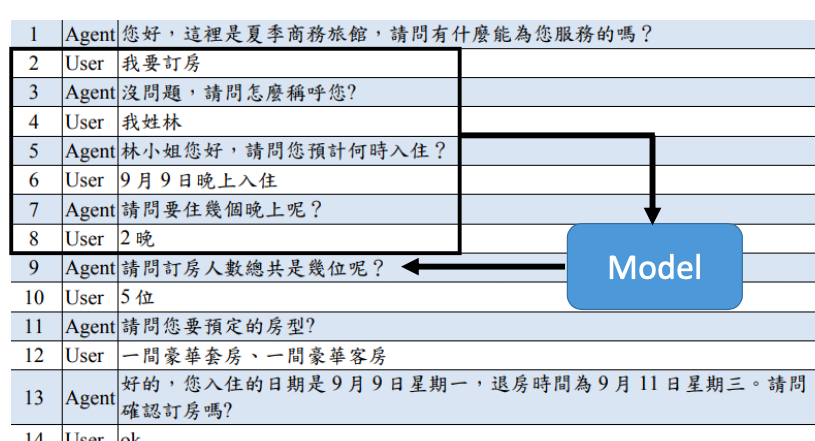 1 Agent 您好，這裡是夏季商務旅館，請問有什麼能為您服務的嗎？
2 User 我要訂房
3 Agent 沒問題，請問怎麼稱呼您?
4 User 我姓林
5 Agent 林小姐您好，請問您預計何時入住？
6 User 9月9日晚上入住
7 Agent 請問要住幾個晚上呢？
8 User 2晚
Model
9 Agent 請問訂房人數總共是幾位呢？
10 User 5位
11 Agent 請問您要預定的房型?
12 User 一間豪華套房、一間豪華客房
13 Agent 好的，您入住的日期是9月9日星期一，退房時間為9月11日星期三。請問
確認訂房嗎?
14 User ok